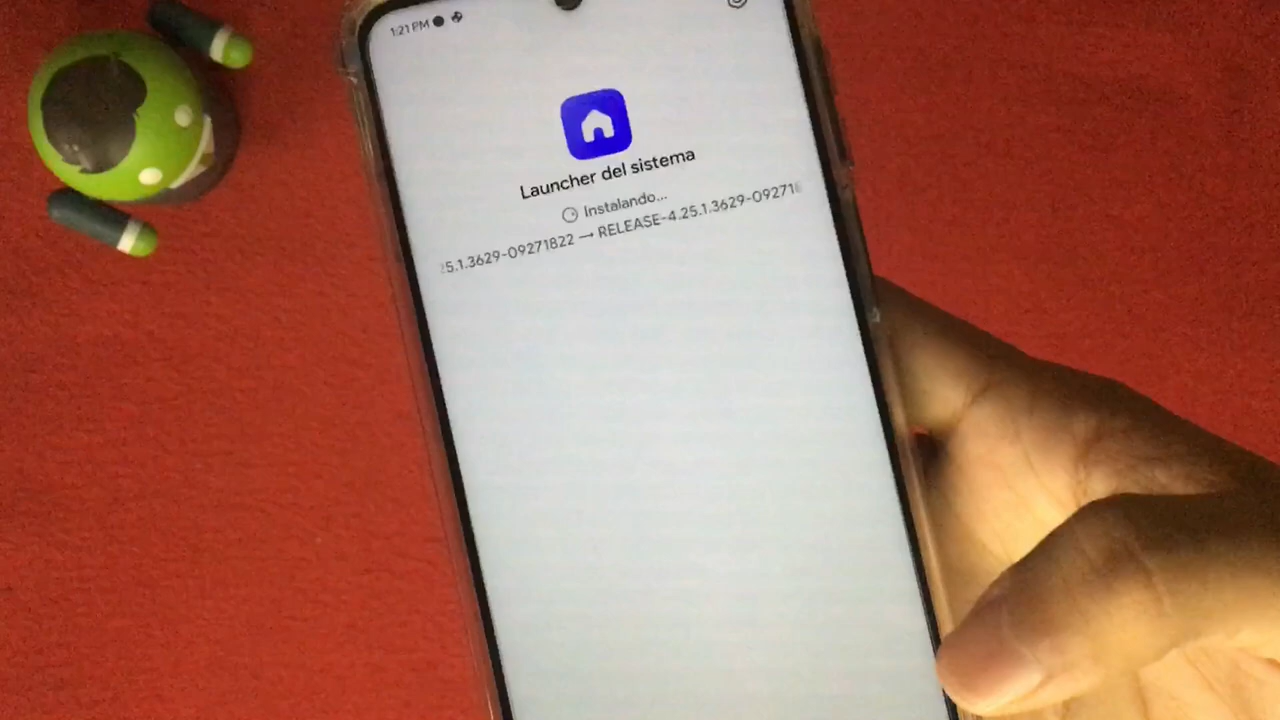 1:21 PM
Launcher del sistema
Instalando...
25.1.3629-09271822 → RELEASE-4.25.1.3629-09271